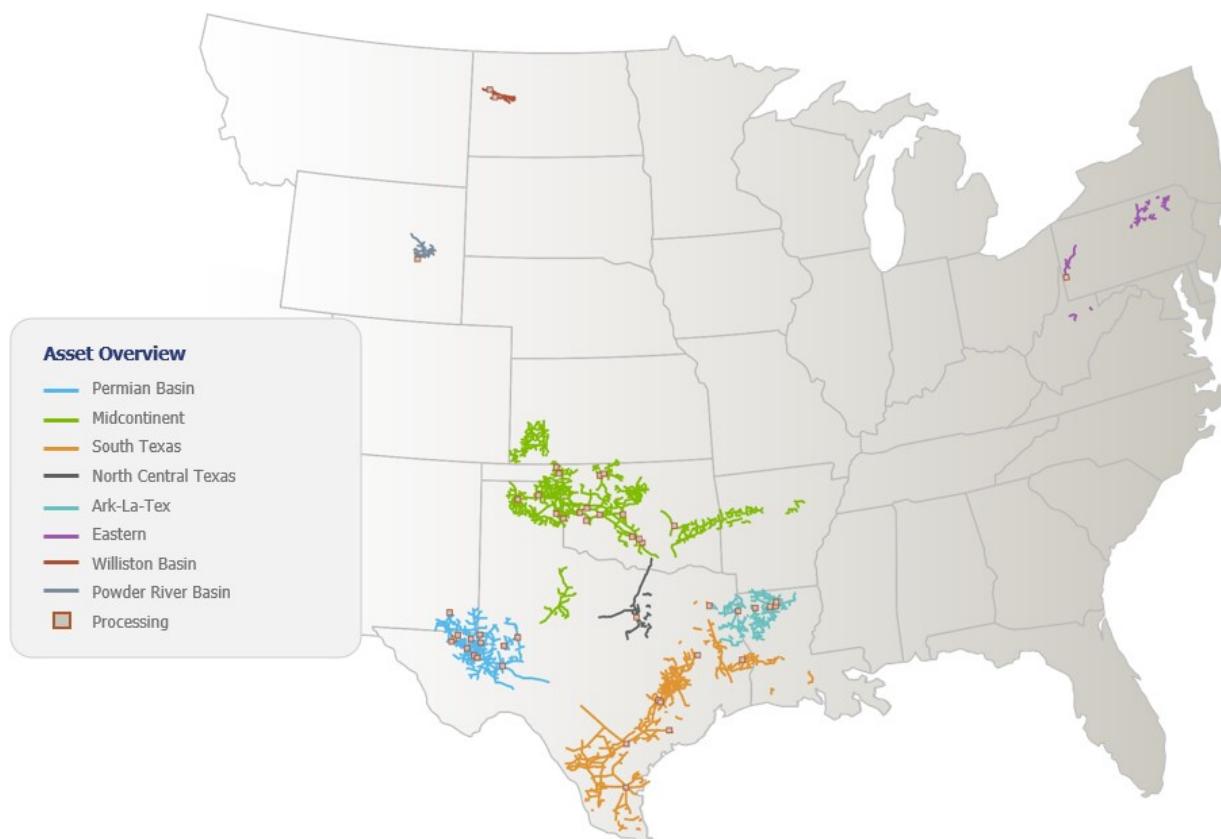 Asset Overview
Permian Basin
Midcontinent
South Texas
North Central Texas
Ark-La-Tex
Eastern
Williston Basin
Powder River Basin
Processing